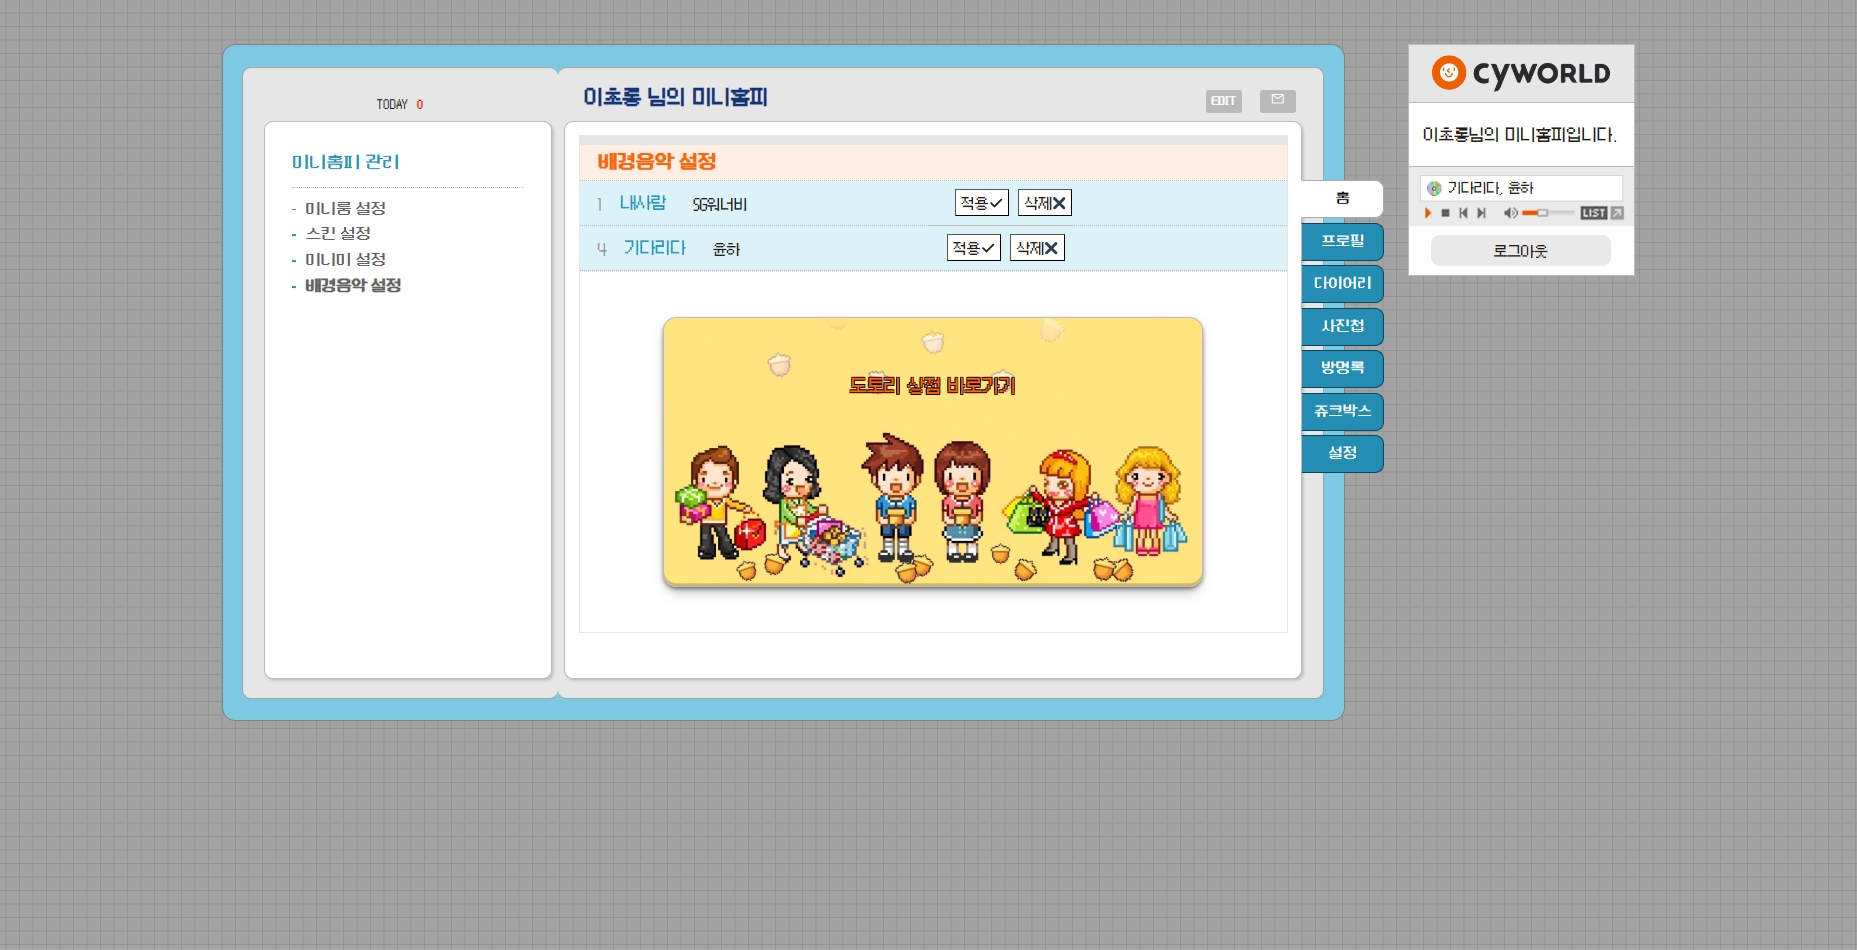 TODAY 0
이초롱 님의 미니홈피
EDIT
미니홈피 관리
- 미니룸 설정
- 스킨 설정
- 미니미 설정
- 배경음악 설정
배경음악 설정
1 내사람 SG워너비 적용 삭제
4 기다리다 윤하 적용 삭제
도토리 상점 바로가기
홈
프로필
다이어리
사진첩
방명록
쥬크박스
설정
CYWORLD
이초롱님의 미니홈피입니다.
기다리다, 윤하
LIST
로그아웃